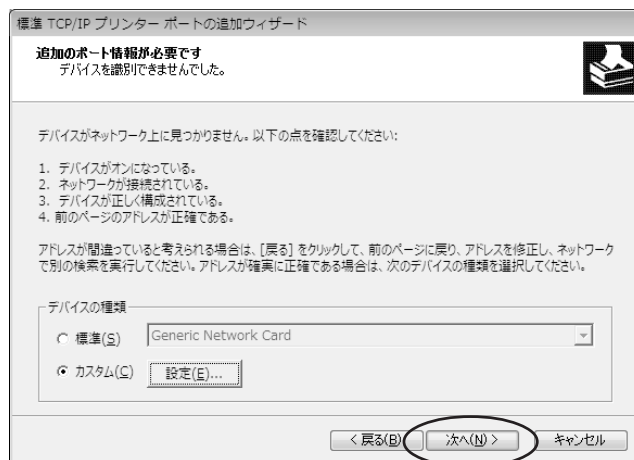 標準 TCP/IP プリンター ポートの追加ウィザード
追加のポート情報が必要です
デバイスを識別できませんでした。
デバイスがネットワーク上に見つかりません。以下の点を確認してください:
1. デバイスがオンになっている。
2. ネットワークが接続されている。
3. デバイスが正しく構成されている。
4. 前のページのアドレスが正確である。
アドレスが間違っていると考えられる場合は、[戻る] をクリックして、前のページに戻り、アドレスを修正し、ネットワーク
で別の検索を実行してください。アドレスが確実に正確である場合は、次のデバイスの種類を選択してください。
デバイスの種類
標準(S) Generic Network Card
カスタム(C) 設定(E)...
< 戻る(B) 次へ(N) > キャンセル